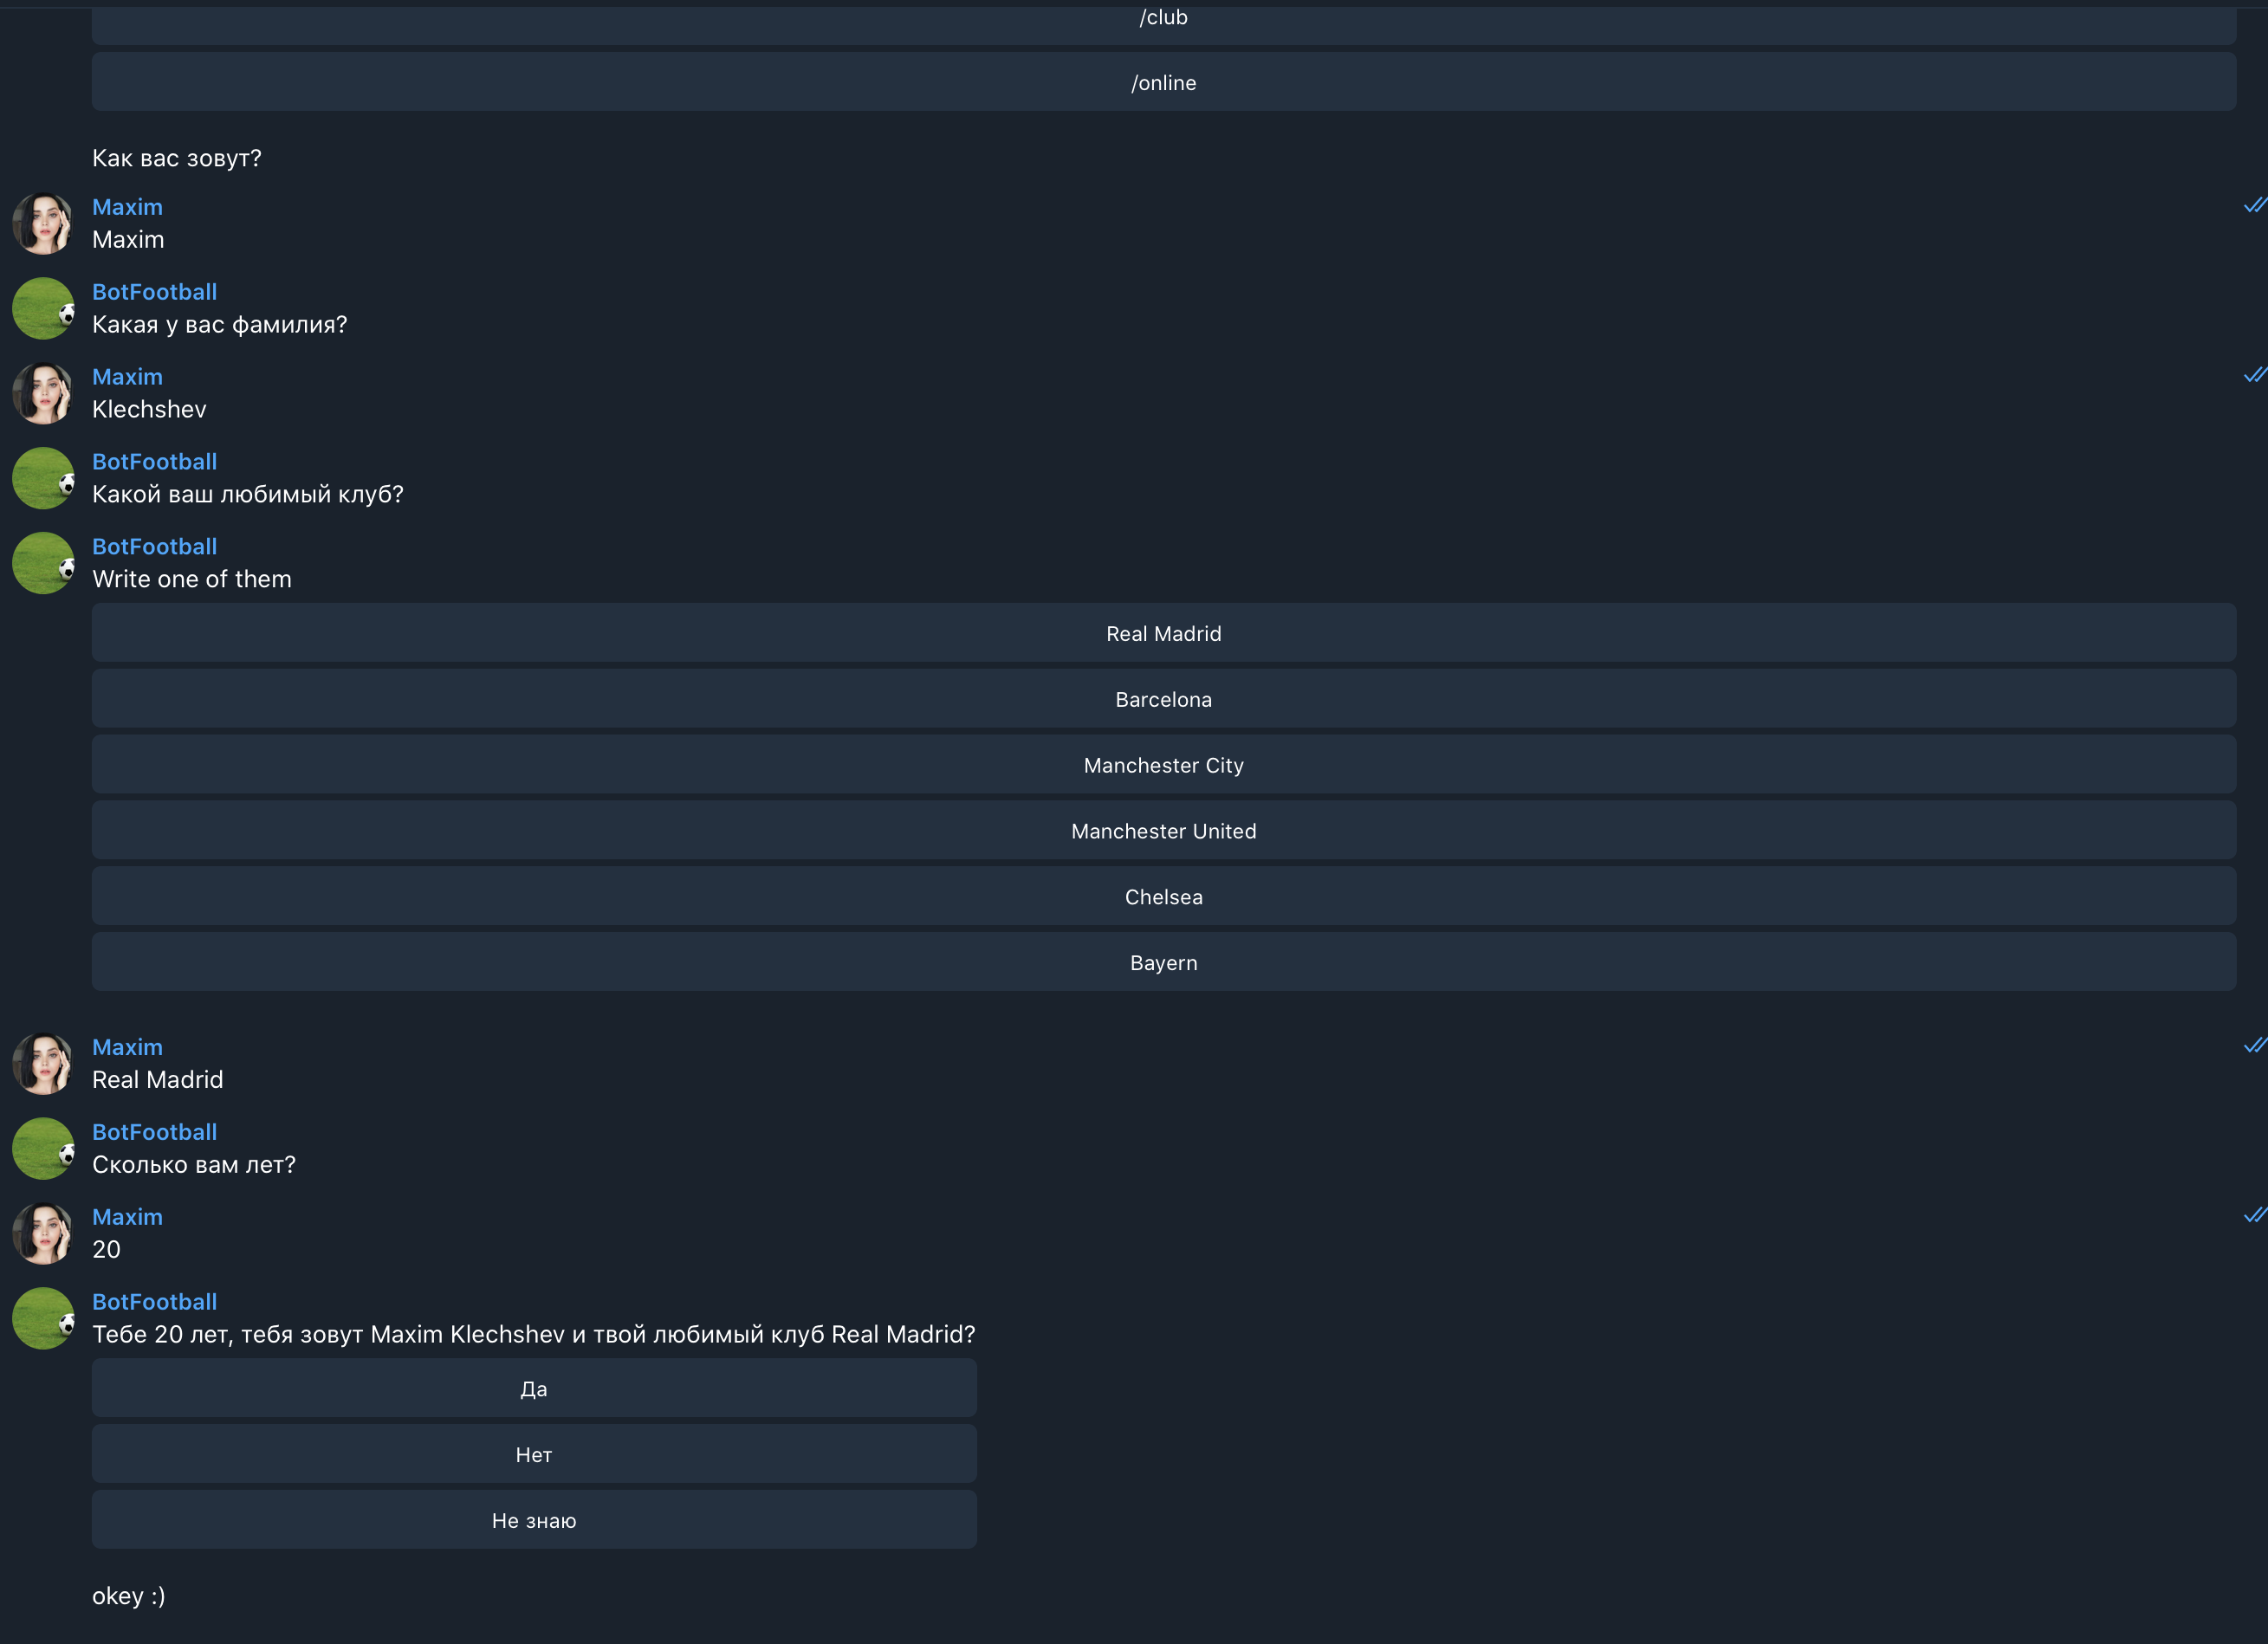 /club
/online
Как вас зовут?
Maxim
Maxim
BotFootball
Какая у вас фамилия?
Maxim
Klechshev
BotFootball
Какой ваш любимый клуб?
BotFootball
Write one of them
Real Madrid
Barcelona
Manchester City
Manchester United
Chelsea
Bayern
Maxim
Real Madrid
BotFootball
Сколько вам лет?
Maxim
20
BotFootball
Тебе 20 лет, тебя зовут Maxim Klechshev и твой любимый клуб Real Madrid?
Да
Нет
Не знаю
okey :)